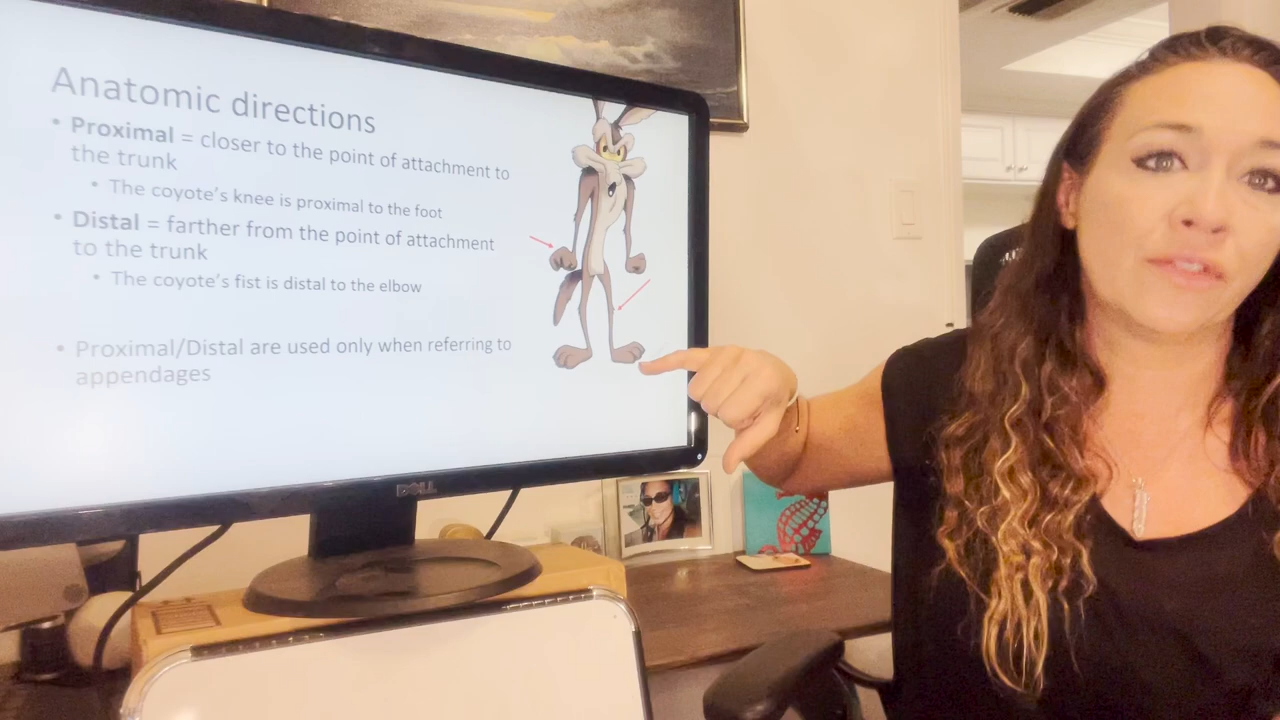 Anatomic directions
• Proximal = closer to the point of attachment to
the trunk
• The coyote's knee is proximal to the foot
• Distal = farther from the point of attachment
to the trunk
• The coyote's fist is distal to the elbow
• Proximal/Distal are used only when referring to
appendages
DELL